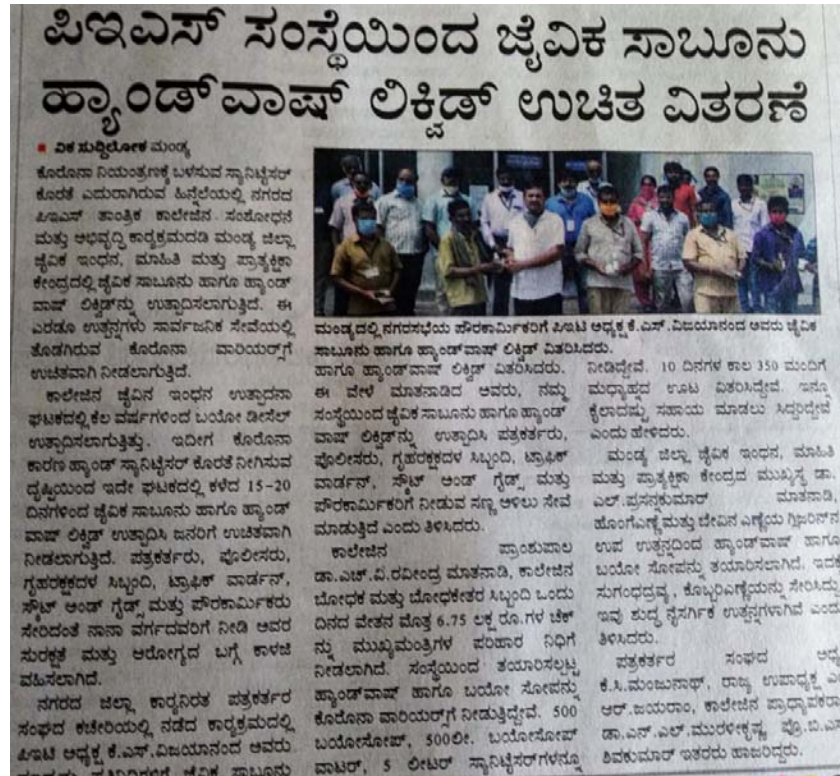 ಪಿಇಎಸ್ ಸಂಸ್ಥೆಯಿಂದ ಜೈವಿಕ ಸಾಬೂನು
ಹ್ಯಾಂಡ್‌ವಾಷ್ ಲಿಕ್ವಿಡ್ ಉಚಿತ ವಿತರಣೆ
ವಿಕ ಸುದ್ದಿಲೋಕ ಮಂಡ್ಯ
ಕೊರೊನಾ ನಿಯಂತ್ರಣಕ್ಕೆ ಬಳಸುವ ಸ್ಯಾನಿಟೈಸರ್
ಕೊರತೆ ಎದುರಾಗಿರುವ ಹಿನ್ನೆಲೆಯಲ್ಲಿ ನಗರದ
ಪಿಇಎಸ್ ತಾಂತ್ರಿಕ ಕಾಲೇಜಿನ ಸಂಶೋಧನೆ
ಮತ್ತು ಅಭಿವೃದ್ಧಿ ಕಾರ್‍ಯಕ್ರಮದಡಿ ಮಂಡ್ಯ ಜಿಲ್ಲಾ
ಜೈವಿಕ ಇಂಧನ, ಮಾಹಿತಿ ಮತ್ತು ಪ್ರಾತ್ಯಕ್ಷಿಕಾ
ಕೇಂದ್ರದಲ್ಲಿ ಜೈವಿಕ ಸಾಬೂನು ಹಾಗೂ ಹ್ಯಾಂಡ್
ವಾಷ್ ಲಿಕ್ವಿಡ್‌ನ್ನು ಉತ್ಪಾದಿಸಲಾಗುತ್ತಿದೆ. ಈ
ಎರಡೂ ಉತ್ಪನ್ನಗಳು ಸಾರ್ವಜನಿಕ ಸೇವೆಯಲ್ಲಿ
ತೊಡಗಿರುವ ಕೊರೊನಾ ವಾರಿಯರ್ಸ್‌ಗೆ
ಉಚಿತವಾಗಿ ನೀಡಲಾಗುತ್ತಿದೆ.
ಕಾಲೇಜಿನ ಜೈವಿನ ಇಂಧನ ಉತ್ಪಾದನಾ
ಘಟಕದಲ್ಲಿ ಕೆಲ ವರ್ಷಗಳಿಂದ ಬಯೋ ಡೀಸೆಲ್
ಉತ್ಪಾದಿಸಲಾಗುತ್ತಿತ್ತು. ಇದೀಗ ಕೊರೊನಾ
ಕಾರಣ ಹ್ಯಾಂಡ್ ಸ್ಯಾನಿಟೈಸರ್ ಕೊರತೆ ನೀಗಿಸುವ
ದೃಷ್ಟಿಯಿಂದ ಇದೇ ಘಟಕದಲ್ಲಿ ಕಳೆದ 15-20
ದಿನಗಳಿಂದ ಜೈವಿಕ ಸಾಬೂನು ಹಾಗೂ ಹ್ಯಾಂಡ್
ವಾಷ್ ಲಿಕ್ವಿಡ್ ಉತ್ಪಾದಿಸಿ ಜನರಿಗೆ ಉಚಿತವಾಗಿ
ನೀಡಲಾಗುತ್ತಿದೆ. ಪತ್ರಕರ್ತರು, ಪೊಲೀಸರು,
ಗೃಹರಕ್ಷಕದಳ ಸಿಬ್ಬಂದಿ, ಟ್ರಾಫಿಕ್ ವಾರ್ಡನ್,
ಸ್ಕೌಟ್ ಅಂಡ್ ಗೈಡ್ಸ್ ಮತ್ತು ಪೌರಕಾರ್ಮಿಕರು
ಸೇರಿದಂತೆ ನಾನಾ ವರ್ಗದವರಿಗೆ ನೀಡಿ ಅವರ
ಸುರಕ್ಷತೆ ಮತ್ತು ಆರೋಗ್ಯದ ಬಗ್ಗೆ ಕಾಳಜಿ
ವಹಿಸಲಾಗಿದೆ.
ನಗರದ ಜಿಲ್ಲಾ ಕಾರ್‍ಯನಿರತ ಪತ್ರಕರ್ತರ
ಸಂಘದ ಕಚೇರಿಯಲ್ಲಿ ನಡೆದ ಕಾರ್‍ಯಕ್ರಮದಲ್ಲಿ
ಪಿಇಟಿ ಅಧ್ಯಕ್ಷ ಕೆ.ಎಸ್.ವಿಜಯಾನಂದ ಅವರು
ಜೈವಿಕ ಸಾಬೂನು
ಮಂಡ್ಯದಲ್ಲಿ ನಗರಸಭೆಯ ಪೌರಕಾರ್ಮಿಕರಿಗೆ ಪಿಇಟಿ ಅಧ್ಯಕ್ಷ ಕೆ.ಎಸ್.ವಿಜಯಾನಂದ ಅವರು ಜೈವಿಕ
ಸಾಬೂನು ಹಾಗೂ ಹ್ಯಾಂಡ್‌ವಾಷ್ ಲಿಕ್ವಿಡ್ ವಿತರಿಸಿದರು.
ಹಾಗೂ ಹ್ಯಾಂಡ್‌ವಾಷ್ ಲಿಕ್ವಿಡ್ ವಿತರಿಸಿದರು.
ಈ ವೇಳೆ ಮಾತನಾಡಿದ ಅವರು, ನಮ್ಮ
ಸಂಸ್ಥೆಯಿಂದ ಜೈವಿಕ ಸಾಬೂನು ಹಾಗೂ ಹ್ಯಾಂಡ್
ವಾಷ್ ಲಿಕ್ವಿಡ್‌ನ್ನು ಉತ್ಪಾದಿಸಿ ಪತ್ರಕರ್ತರು,
ಪೊಲೀಸರು, ಗೃಹರಕ್ಷಕದಳ ಸಿಬ್ಬಂದಿ, ಟ್ರಾಫಿಕ್
ವಾರ್ಡನ್, ಸ್ಕೌಟ್ ಅಂಡ್ ಗೈಡ್ಸ್ ಮತ್ತು
ಪೌರಕಾರ್ಮಿಕರಿಗೆ ನೀಡುವ ಸಣ್ಣ ಅಳಿಲು ಸೇವೆ
ಮಾಡುತ್ತಿದೆ ಎಂದು ತಿಳಿಸಿದರು.
ಕಾಲೇಜಿನ ಪ್ರಾಂಶುಪಾಲ
ಡಾ.ಎಚ್.ವಿ.ರವೀಂದ್ರ ಮಾತನಾಡಿ, ಕಾಲೇಜಿನ
ಬೋಧಕ ಮತ್ತು ಬೋಧಕೇತರ ಸಿಬ್ಬಂದಿ ಒಂದು
ದಿನದ ವೇತನ ಮೊತ್ತ 6.75 ಲಕ್ಷ ರೂ.ಗಳ ಚೆಕ್
ನ್ನು ಮುಖ್ಯಮಂತ್ರಿಗಳ ಪರಿಹಾರ ನಿಧಿಗೆ
ನೀಡಲಾಗಿದೆ. ಸಂಸ್ಥೆಯಿಂದ ತಯಾರಿಸಲ್ಪಟ್ಟ
ಹ್ಯಾಂಡ್‌ವಾಷ್ ಹಾಗೂ ಬಯೋ ಸೋಪನ್ನು
ಕೊರೊನಾ ವಾರಿಯರ್ಸ್‌ಗೆ ನೀಡುತ್ತಿದ್ದೇವೆ. 500
ಬಯೋಸೋಪ್, 500ಲೀ. ಬಯೋಸೋಪ್
ವಾಟರ್, 5 ಲೀಟರ್ ಸ್ಯಾನಿಟೈಸರ್‌ಗಳನ್ನೂ
ನೀಡಿದ್ದೇವೆ. 10 ದಿನಗಳ ಕಾಲ 350 ಮಂದಿಗೆ
ಮಧ್ಯಾಹ್ನದ ಊಟ ವಿತರಿಸಿದ್ದೇವೆ. ಇನ್ನೂ
ಕೈಲಾದಷ್ಟು ಸಹಾಯ ಮಾಡಲು ಸಿದ್ದರಿದ್ದೇವೆ
ಎಂದು ಹೇಳಿದರು.
ಮಂಡ್ಯ ಜಿಲ್ಲಾ ಜೈವಿಕ ಇಂಧನ, ಮಾಹಿತಿ
ಮತ್ತು ಪ್ರಾತ್ಯಕ್ಷಿಕಾ ಕೇಂದ್ರದ ಮುಖ್ಯಸ್ಥ ಡಾ
ಎಲ್.ಪ್ರಸನ್ನಕುಮಾರ್ ಮಾತನಾಡಿ,
ಹೊಂಗೆಎಣ್ಣೆ ಮತ್ತು ಬೇವಿನ ಎಣ್ಣೆಯ ಗ್ಲಿಜರಿನ್‌ನ
ಉಪ ಉತ್ಪನ್ನದಿಂದ ಹ್ಯಾಂಡ್‌ವಾಷ್ ಹಾಗೂ
ಬಯೋ ಸೋಪನ್ನು ತಯಾರಿಸಲಾಗಿದೆ. ಇದಕ
ಸುಗಂಧದ್ರವ್ಯ, ಕೊಬ್ಬರಿಎಣ್ಣೆಯನ್ನು ಸೇರಿಸಿದ
ಇವು ಶುದ್ಧ ನೈಸರ್ಗಿಕ ಉತ್ಪನ್ನಗಳಾಗಿವೆ ಎಂದ
ತಿಳಿಸಿದರು.
ಪತ್ರಕರ್ತರ ಸಂಘದ ಅಧ್ಯ
ಕೆ.ಸಿ.ಮಂಜುನಾಥ್, ರಾಜ್ಯ ಉಪಾಧ್ಯಕ್ಷ ಎ
ಆರ್.ಜಯರಾಂ, ಕಾಲೇಜಿನ ಪ್ರಾಧ್ಯಾಪಕರಾ
ಡಾ.ಎನ್.ಎಲ್.ಮುರಳೀಕೃಷ್ಣ, ಪ್ರೊ.ಬಿ.ಎ
ಶಿವಕುಮಾರ್ ಇತರರು ಹಾಜರಿದ್ದರು.